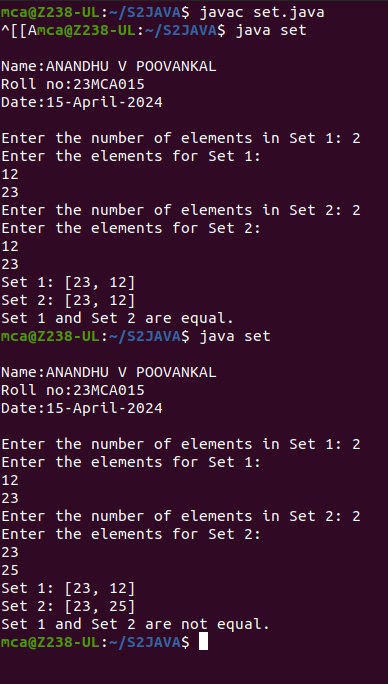 mca@Z238-UL:~/S2JAVA$ javac set.java
^[[Amca@Z238-UL:~/S2JAVA$ java set
Name:ANANDHU V POOVANKAL
Roll no:23MCA015
Date:15-April-2024
Enter the number of elements in Set 1: 2
Enter the elements for Set 1:
12
23
Enter the number of elements in Set 2: 2
Enter the elements for Set 2:
12
23
Set 1: [23, 12]
Set 2: [23, 12]
Set 1 and Set 2 are equal.
mca@Z238-UL:~/S2JAVA$ java set
Name:ANANDHU V POOVANKAL
Roll no:23MCA015
Date:15-April-2024
Enter the number of elements in Set 1: 2
Enter the elements for Set 1:
12
23
Enter the number of elements in Set 2: 2
Enter the elements for Set 2:
23
25
Set 1: [23, 12]
Set 2: [23, 25]
Set 1 and Set 2 are not equal.
mca@Z238-UL:~/S2JAVA$